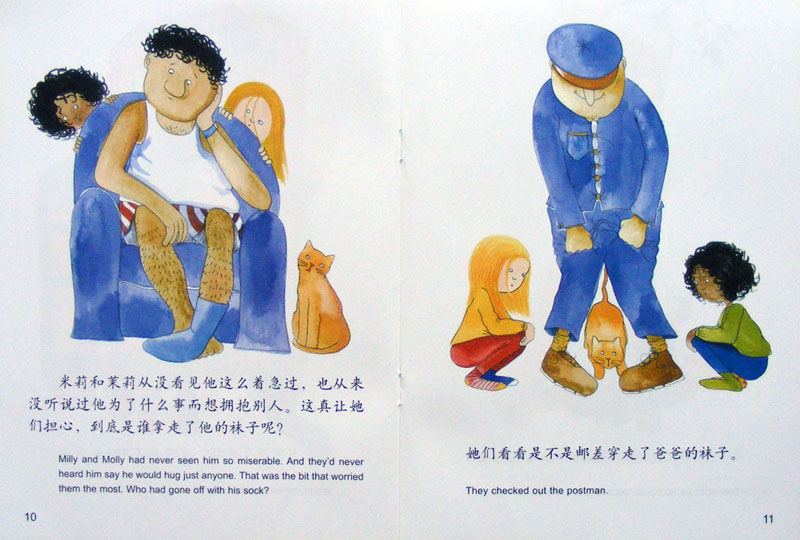 米莉和茉莉从没看见他这么着急过，也从来
没听说过他为了什么事而想拥抱别人。这真让她
们担心，到底是谁拿走了他的袜子呢？
Milly and Molly had never seen him so miserable. And they'd never
heard him say he would hug just anyone. That was the bit that worried
them the most. Who had gone off with his sock?
10
她们看看是不是邮差穿走了爸爸的袜子。
They checked out the postman.
11